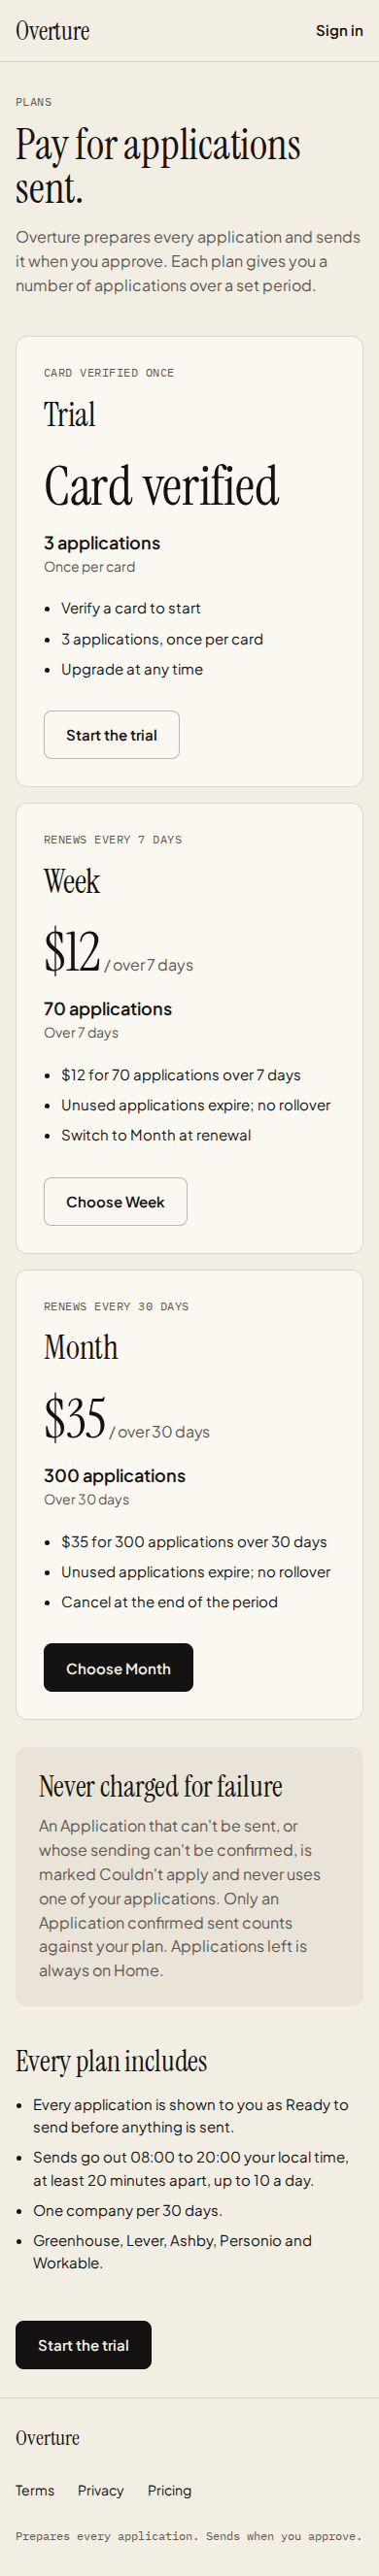 Overture
Sign in
PLANS
Pay for applications
sent.
Overture prepares every application and sends
it when you approve. Each plan gives you a
number of applications over a set period.
CARD VERIFIED ONCE
Trial
Card verified
3 applications
Once per card
• Verify a card to start
• 3 applications, once per card
• Upgrade at any time
Start the trial
RENEWS EVERY 7 DAYS
Week
$12 / over 7 days
70 applications
Over 7 days
• $12 for 70 applications over 7 days
• Unused applications expire; no rollover
• Switch to Month at renewal
Choose Week
RENEWS EVERY 30 DAYS
Month
$35 / over 30 days
300 applications
Over 30 days
• $35 for 300 applications over 30 days
• Unused applications expire; no rollover
• Cancel at the end of the period
Choose Month
Never charged for failure
An Application that can't be sent, or
whose sending can't be confirmed, is
marked Couldn't apply and never uses
one of your applications. Only an
Application confirmed sent counts
against your plan. Applications left is
always on Home.
Every plan includes
• Every application is shown to you as Ready to
send before anything is sent.
• Sends go out 08:00 to 20:00 your local time,
at least 20 minutes apart, up to 10 a day.
• One company per 30 days.
• Greenhouse, Lever, Ashby, Personio and
Workable.
Start the trial
Overture
Terms Privacy Pricing
Prepares every application. Sends when you approve.